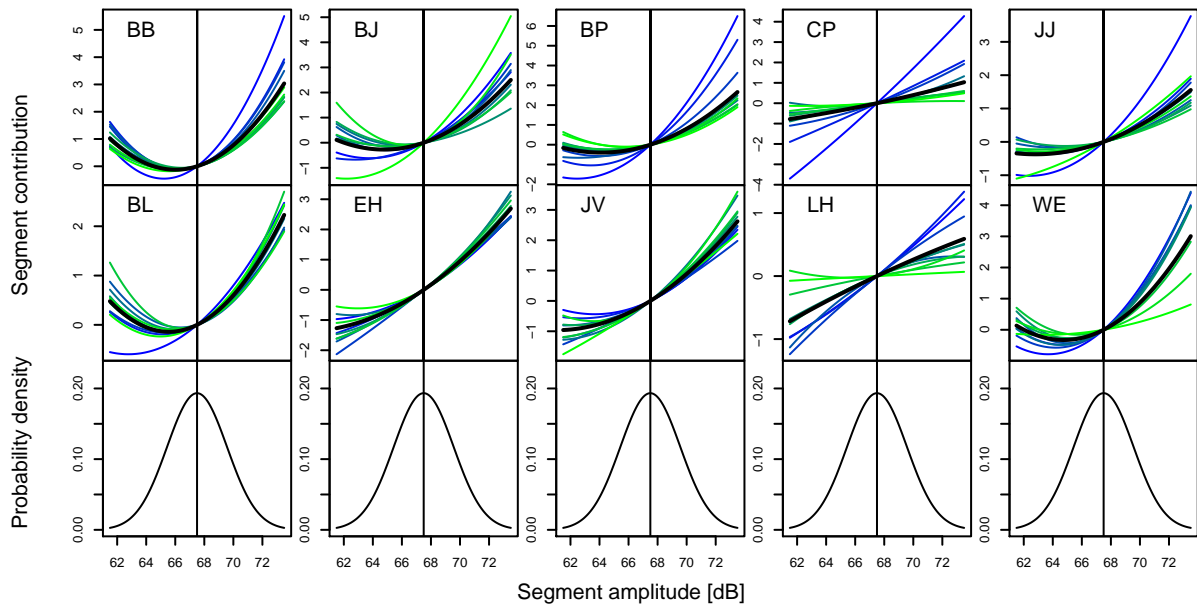 Segment contribution
Probability density
BB
0 1 2 3 4 5
BJ
−1 0 1 2 3 4 5
BP
−2 0 1 2 3 4 5 6
CP
−4 −2 0 1 2 3 4
JJ
−1 0 1 2 3
BL
0 1 2
EH
−2 −1 0 1 2 3
JV
−1 0 1 2 3
LH
−1 0 1
WE
0 1 2 3 4
0.00 0.10 0.20
0.00 0.10 0.20
0.00 0.10 0.20
0.00 0.10 0.20
0.00 0.10 0.20
62 64 66 68 70 72
62 64 66 68 70 72
62 64 66 68 70 72
62 64 66 68 70 72
62 64 66 68 70 72
Segment amplitude [dB]